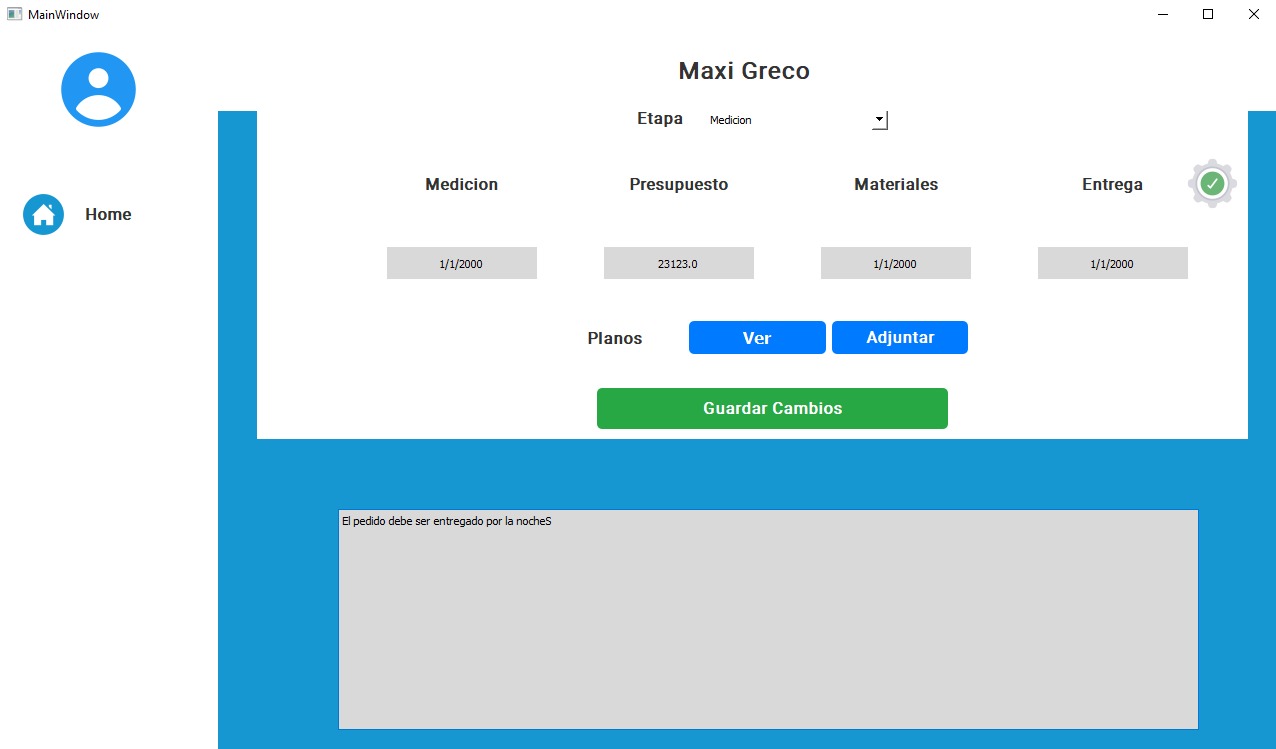 MainWindow
Maxi Greco
Etapa Medicion
Medicion Presupuesto Materiales Entrega
Home
1/1/2000 23123.0 1/1/2000 1/1/2000
Planos Ver Adjuntar
Guardar Cambios
El pedido debe ser entregado por la nocheS